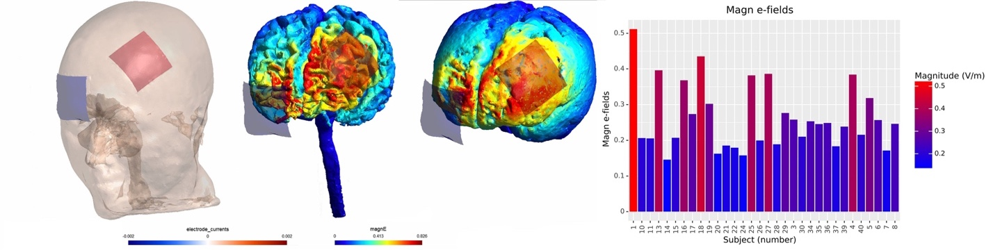 electrode_currents
-0.002 0 0.002
magnE
0 0.413 0.826
Magn e-fields
Magn e-fields
0.5
0.4
0.3
0.2
0.1
0
1 10 11 13 14 15 16 17 18 19 20 21 22 24 25 26 27 28 29 3 30 34 35 36 37 39 4 40 5 6 7 8
Subject (number)
Magnitude (V/m)
0.5
0.4
0.3
0.2